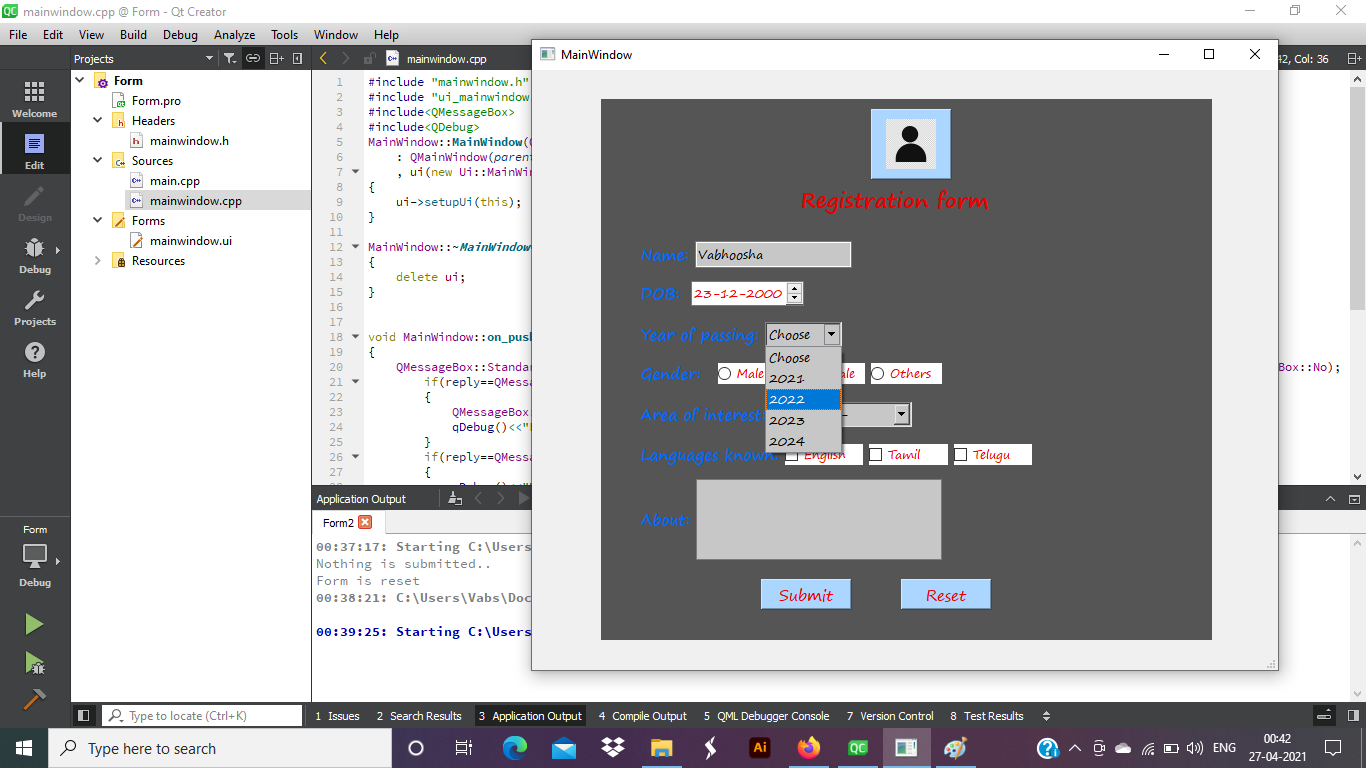 mainwindow.cpp @ Form - Qt Creator
File Edit View Build Debug Analyze Tools Window Help
Projects
mainwindow.cpp
42, Col: 36
Welcome
Edit
Design
Debug
Projects
Help
Form
Debug
Form
Form.pro
Headers
mainwindow.h
Sources
main.cpp
mainwindow.cpp
Forms
mainwindow.ui
Resources
1 #include "mainwindow.h"
2 #include "ui_mainwindow
3 #include<QMessageBox>
4 #include<QDebug>
5 MainWindow::MainWindow(
6 : QMainWindow(paren
7 , ui(new Ui::MainWin
8 {
9 ui->setupUi(this);
10 }
11
12 MainWindow::~MainWindow
13 {
14 delete ui;
15 }
16
17
18 void MainWindow::on_pus
19 {
20 QMessageBox::Standar
Box::No);
21 if(reply==QMessa
22 {
23 QMessageBox
24 qDebug()<<"
25 }
26 if(reply==QMessa
27 {
28
Application Output
Form2
00:37:17: Starting C:\Users
Nothing is submitted..
Form is reset
00:38:21: C:\Users\Vabs\Doc
00:39:25: Starting C:\Users
MainWindow
Registration form
Name: Vabhoosha
DOB: 23-12-2000
Year of passing: Choose
Choose
2021
2022
2023
2024
Gender: Male ale Others
Area of interest:
Languages known: English Tamil Telugu
About:
Submit Reset
Type to locate (Ctrl+K)
1 Issues 2 Search Results 3 Application Output 4 Compile Output 5 QML Debugger Console 7 Version Control 8 Test Results
Type here to search
Ai
QC
ENG
00:42
27-04-2021